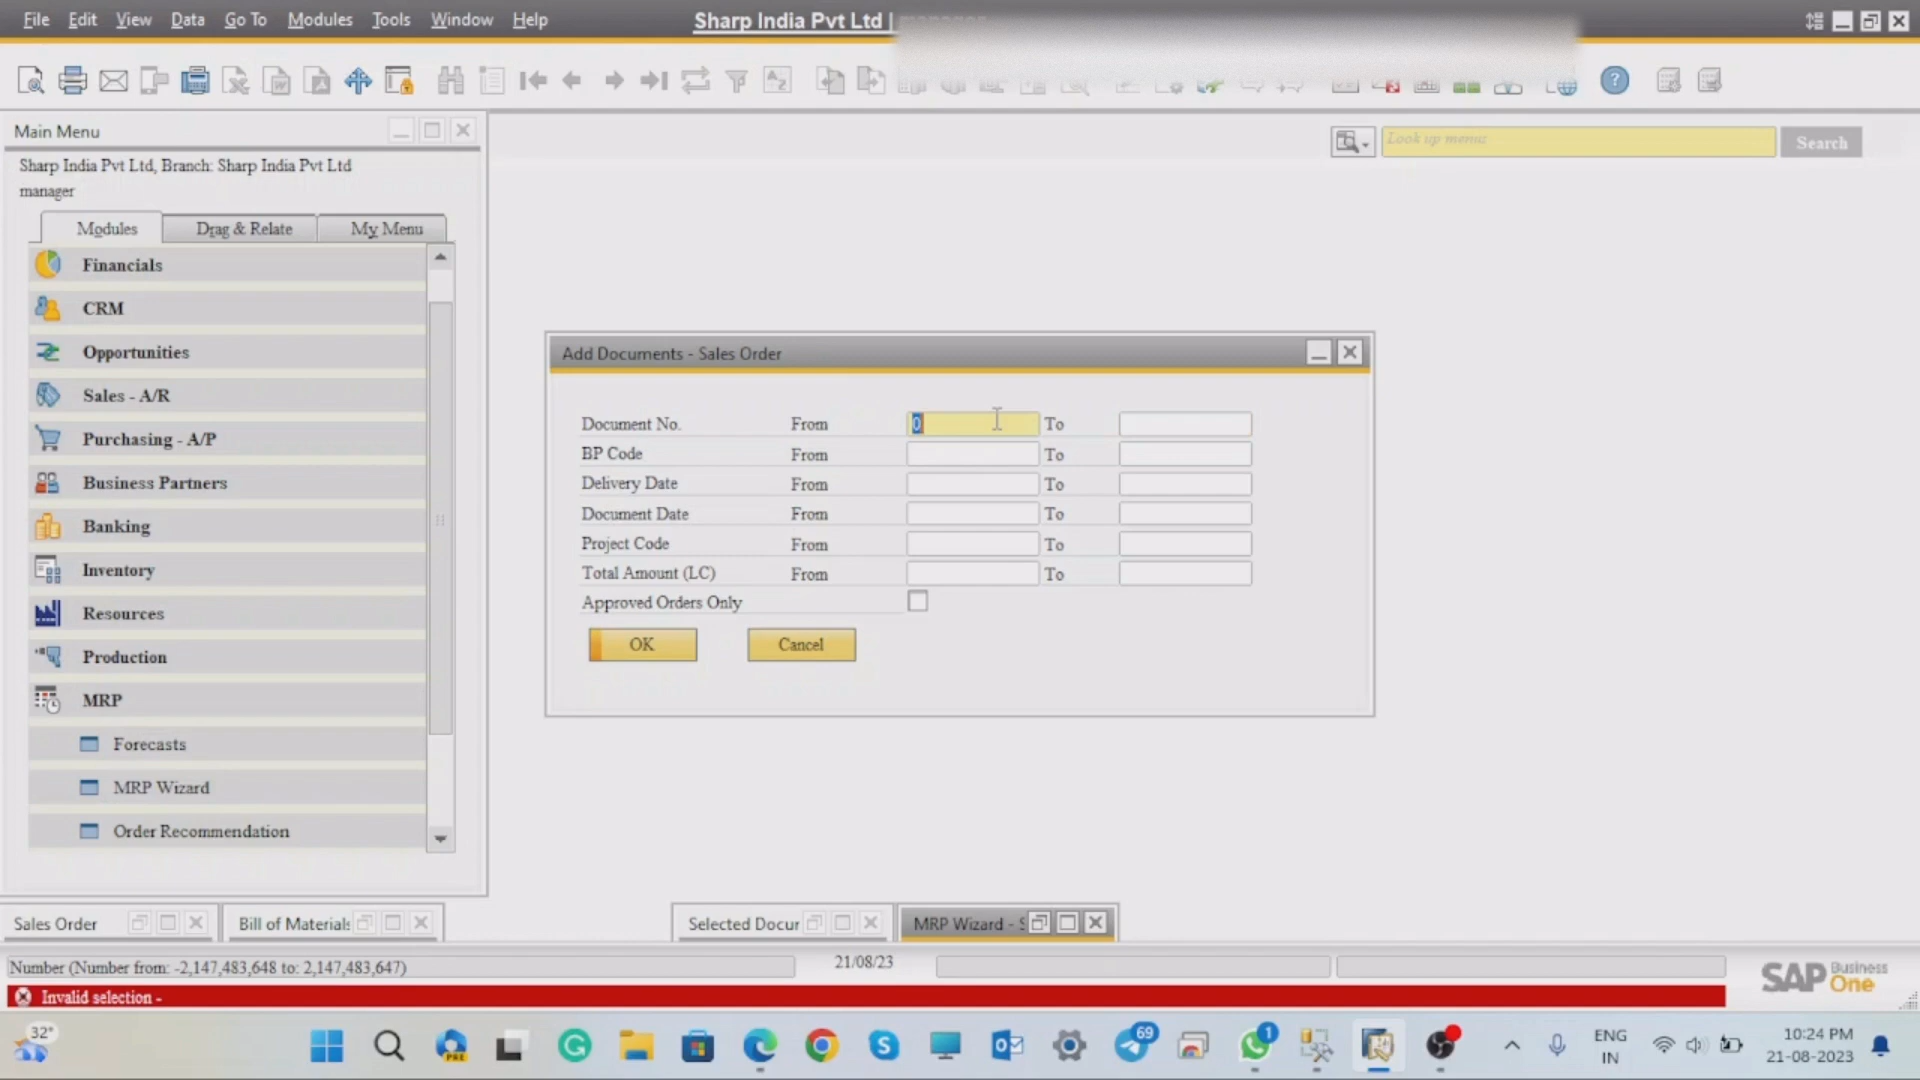 File Edit View Data Go To Modules Tools Window Help
Sharp India Pvt Ltd |
Main Menu
Sharp India Pvt Ltd, Branch: Sharp India Pvt Ltd
manager
Look up menus
Search
Modules Drag & Relate My Menu
Financials
CRM
Opportunities
Sales - A/R
Purchasing - A/P
Business Partners
Banking
Inventory
Resources
Production
MRP
Forecasts
MRP Wizard
Order Recommendation
Add Documents - Sales Order
Document No. From 0 To
BP Code From To
Delivery Date From To
Document Date From To
Project Code From To
Total Amount (LC) From To
Approved Orders Only
OK Cancel
Sales Order
Bill of Materials
Selected Docur
MRP Wizard - S
Number (Number from: -2,147,483,648 to: 2,147,483,647)
21/08/23
SAP Business One
Invalid selection -
32°
PRE
69
1
ENG
IN
10:24 PM
21-08-2023